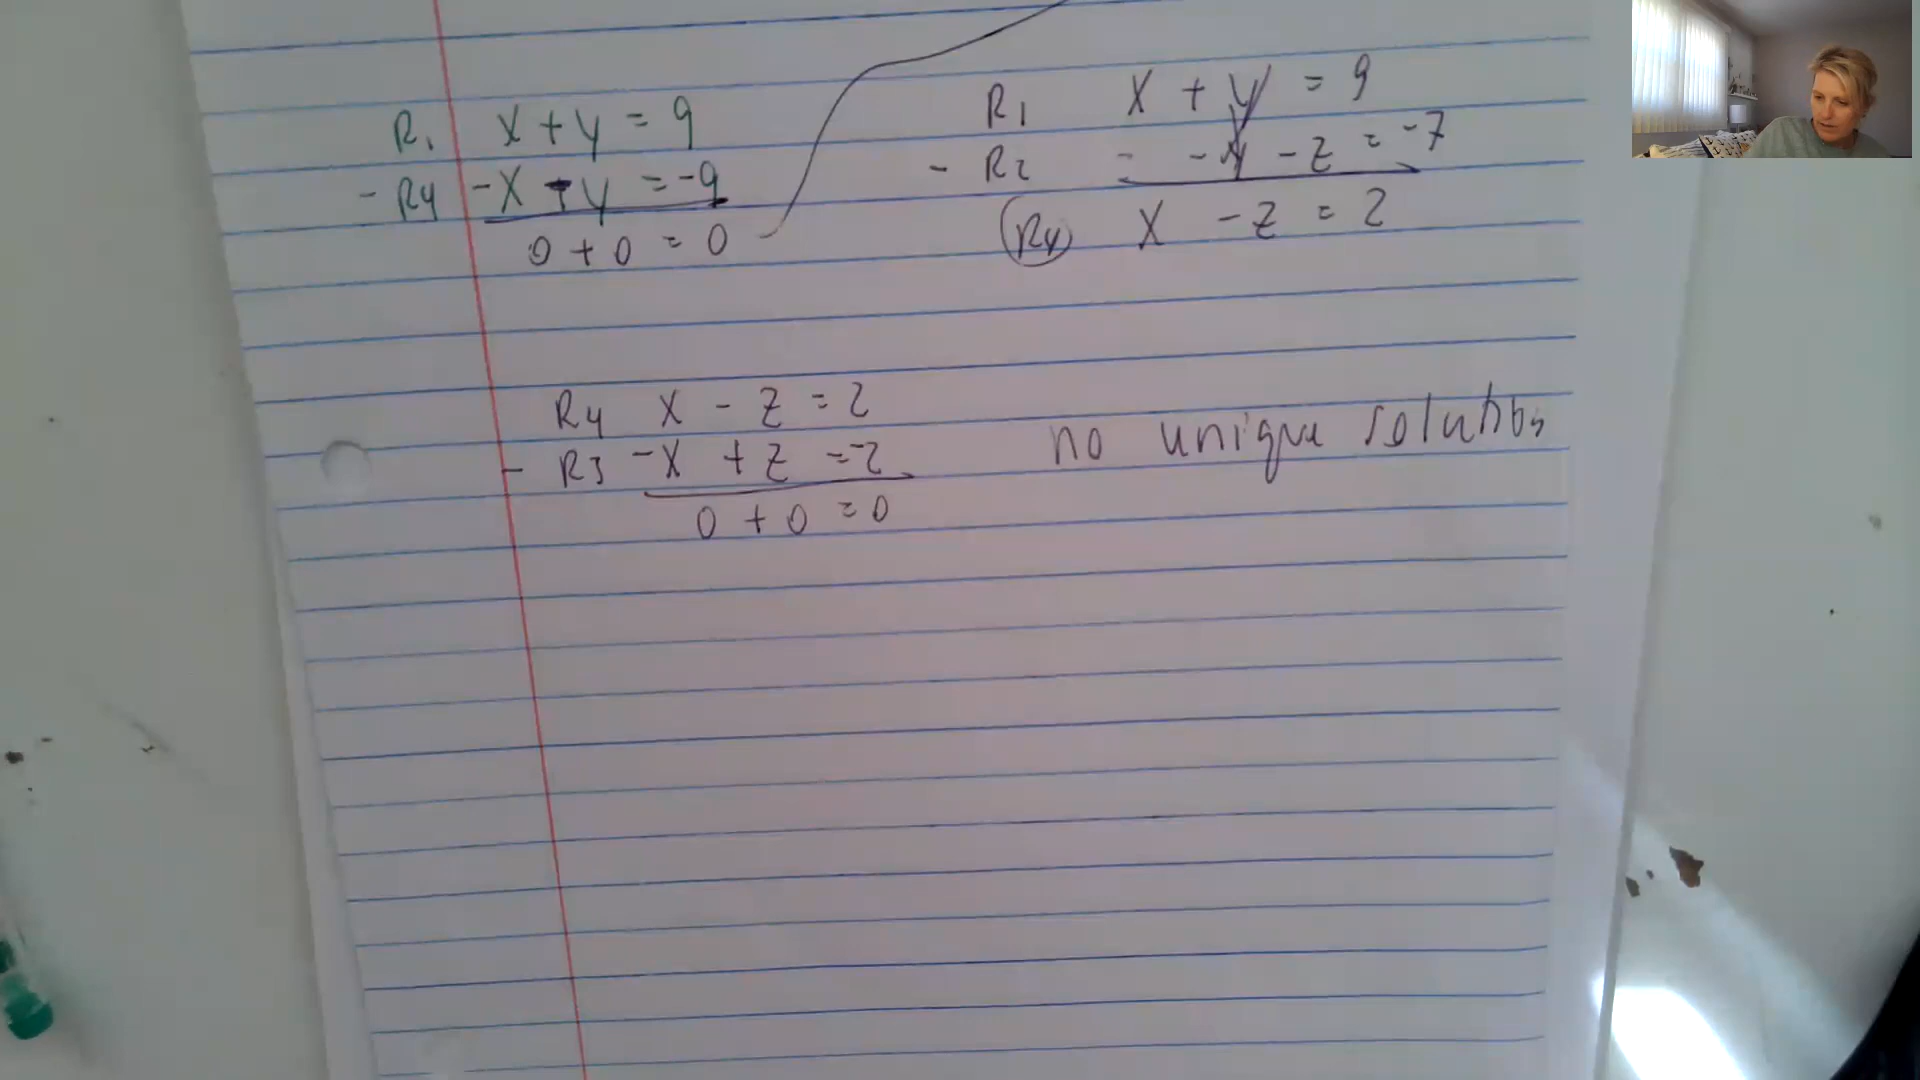 R1 x + y = 9
- R4 -x - y = -9
0 + 0 = 0
R1 x + y = 9
- R2 = -y - z = -7
R4 x - z = 2
R4 x - z = 2
- R3 -x + z = -2
0 + 0 = 0
no unique solution